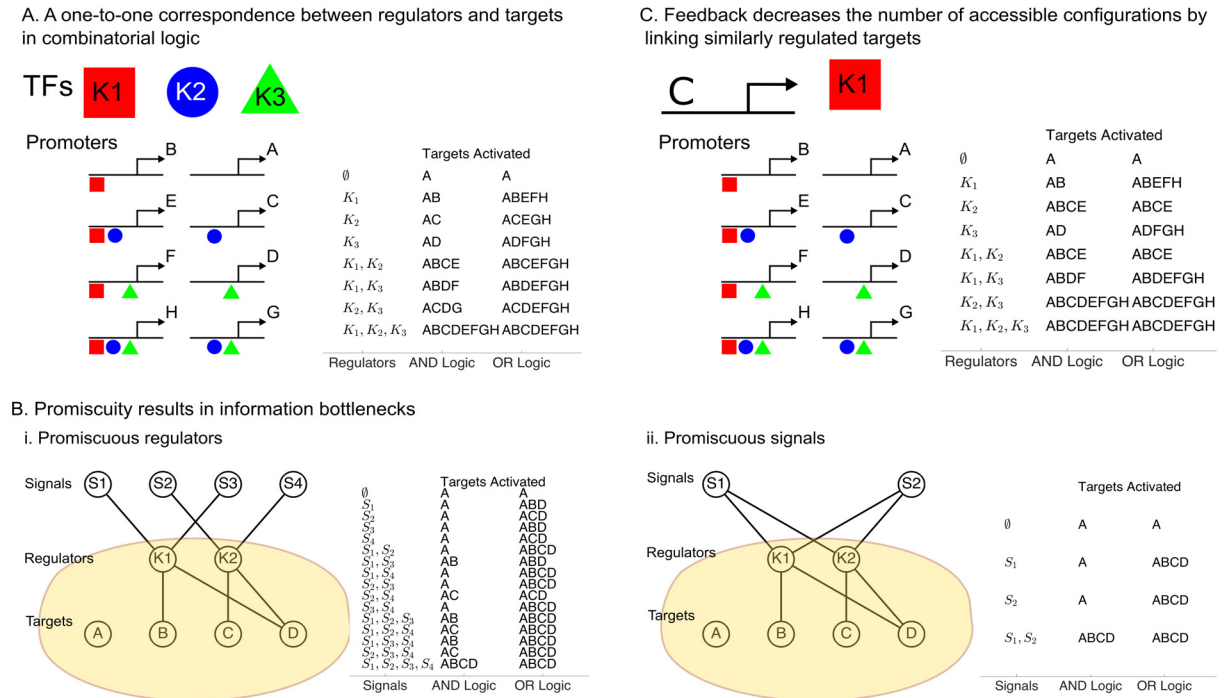 A. A one-to-one correspondence between regulators and targets
in combinatorial logic
TFs K1 K2 K3
Promoters
B A
E C
F D
H G
Targets Activated
∅ A A
K₁ AB ABEFH
K₂ AC ACEGH
K₃ AD ADFGH
K₁, K₂ ABCE ABCEFGH
K₁, K₃ ABDF ABDEFGH
K₂, K₃ ACDG ACDEFGH
K₁, K₂, K₃ ABCDEFGH ABCDEFGH
Regulators AND Logic OR Logic
C. Feedback decreases the number of accessible configurations by
linking similarly regulated targets
C K1
Promoters
B A
E C
F D
H G
Targets Activated
∅ A A
K₁ AB ABEFH
K₂ ABCE ABCE
K₃ AD ADFGH
K₁, K₂ ABCE ABCE
K₁, K₃ ABDF ABDEFGH
K₂, K₃ ABCDEFGH ABCDEFGH
K₁, K₂, K₃ ABCDEFGH ABCDEFGH
Regulators AND Logic OR Logic
B. Promiscuity results in information bottlenecks
i. Promiscuous regulators
Signals S1 S2 S3 S4
Regulators K1 K2
Targets A B C D
Targets Activated
∅ A A
S₁ A ABD
S₂ A ACD
S₃ A ABD
S₄ A ACD
S₁, S₂ A ABCD
S₁, S₃ AB ABD
S₁, S₄ A ABCD
S₂, S₃ A ABCD
S₂, S₄ AC ACD
S₃, S₄ A ABCD
S₁, S₂, S₃ AB ABCD
S₁, S₂, S₄ AC ABCD
S₁, S₃, S₄ AB ABCD
S₂, S₃, S₄ AC ABCD
S₁, S₂, S₃, S₄ ABCD ABCD
Signals AND Logic OR Logic
ii. Promiscuous signals
Signals S1 S2
Regulators K1 K2
Targets A B C D
Targets Activated
∅ A A
S₁ A ABCD
S₂ A ABCD
S₁, S₂ ABCD ABCD
Signals AND Logic OR Logic